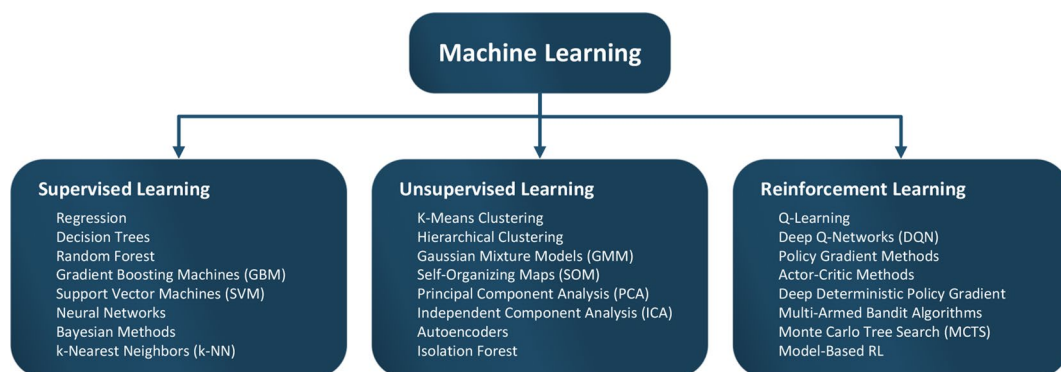 Machine Learning
Supervised Learning
Regression
Decision Trees
Random Forest
Gradient Boosting Machines (GBM)
Support Vector Machines (SVM)
Neural Networks
Bayesian Methods
k-Nearest Neighbors (k-NN)
Unsupervised Learning
K-Means Clustering
Hierarchical Clustering
Gaussian Mixture Models (GMM)
Self-Organizing Maps (SOM)
Principal Component Analysis (PCA)
Independent Component Analysis (ICA)
Autoencoders
Isolation Forest
Reinforcement Learning
Q-Learning
Deep Q-Networks (DQN)
Policy Gradient Methods
Actor-Critic Methods
Deep Deterministic Policy Gradient
Multi-Armed Bandit Algorithms
Monte Carlo Tree Search (MCTS)
Model-Based RL